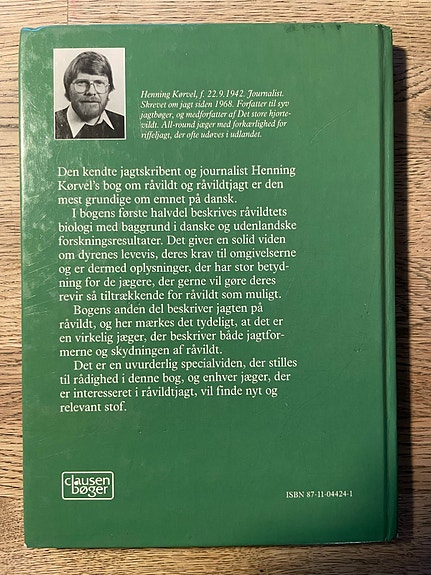 Henning Kørvel, f. 22.9.1942. Journalist.
Skrevet om jagt siden 1968. Forfatter til syv
jagtbøger, og medforfatter af Det store hjorte-
vildt. All-round jæger med forkærlighed for
riffeljagt, der ofte udøves i udlandet.
Den kendte jagtskribent og journalist Henning
Kørvel's bog om råvildt og råvildtjagt er den
mest grundige om emnet på dansk.
I bogens første halvdel beskrives råvildtets
biologi med baggrund i danske og udenlandske
forskningsresultater. Det giver en solid viden
om dyrenes levevis, deres krav til omgivelserne
og er dermed oplysninger, der har stor betyd-
ning for de jægere, der gerne vil gøre deres
revir så tiltrækkende for råvildt som muligt.
Bogens anden del beskriver jagten på
råvildt, og her mærkes det tydeligt, at det er
en virkelig jæger, der beskriver både jagtfor-
merne og skydningen af råvildt.
Det er en uvurderlig specialviden, der stilles
til rådighed i denne bog, og enhver jæger, der
er interesseret i råvildtjagt, vil finde nyt og
relevant stof.
clausen
bøger
ISBN 87-11-04424-1